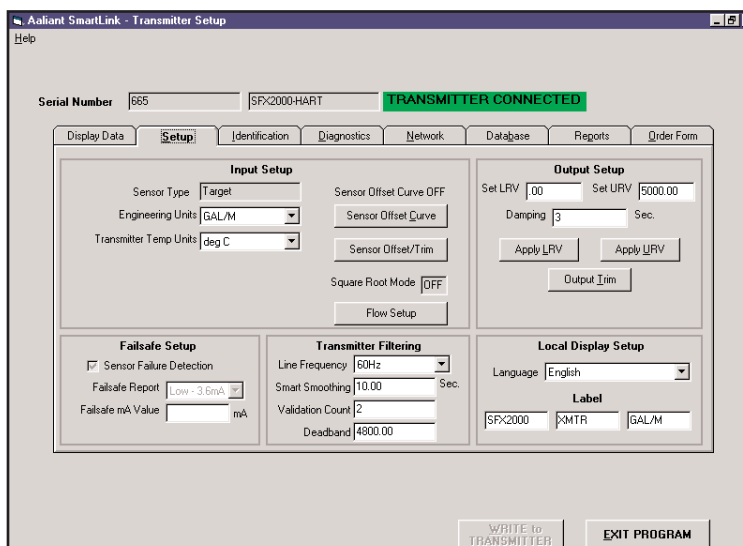 Aaliant SmartLink - Transmitter Setup
Help
Serial Number 665 SFX2000-HART TRANSMITTER CONNECTED
Display Data Setup Identification Diagnostics Network Database Reports Order Form
Input Setup
Sensor Type Target
Engineering Units GAL/M
Transmitter Temp Units deg C
Sensor Offset Curve OFF
Sensor Offset Curve
Sensor Offset/Trim
Square Root Mode OFF
Flow Setup
Output Setup
Set LRV .00 Set URV 5000.00
Damping 3 Sec.
Apply LRV Apply URV
Output Trim
Failsafe Setup
Sensor Failure Detection
Failsafe Report Low - 3.6mA
Failsafe mA Value mA
Transmitter Filtering
Line Frequency 60Hz
Smart Smoothing 10.00 Sec.
Validation Count 2
Deadband 4800.00
Local Display Setup
Language English
Label
SFX2000 XMTR GAL/M
WRITE to
TRANSMITTER
EXIT PROGRAM